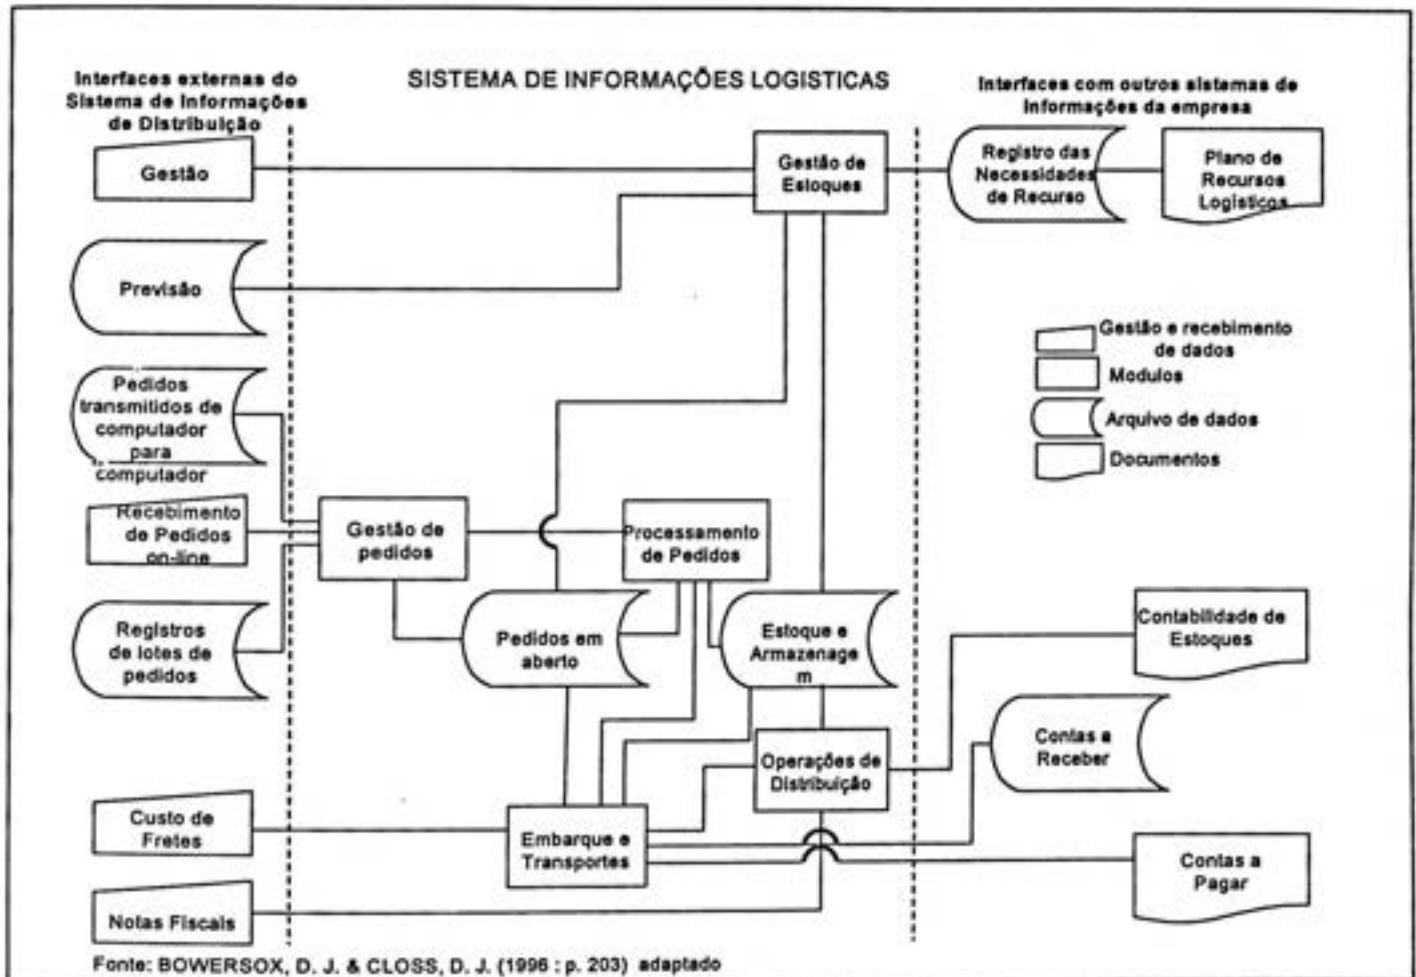 SISTEMA DE INFORMAÇÕES LOGISTICAS
Interfaces externas do
Sistema de Informações
de Distribuição
Interfaces com outros sistemas de
Informações da empresa
Gestão
Previsão
Pedidos
transmitidos de
computador
para
computador
Recebimento
de Pedidos
on-line
Registros
de lotes de
pedidos
Custo de
Fretes
Notas Fiscais
Gestão de
Estoques
Gestão de
pedidos
Processamento
de Pedidos
Pedidos em
aberto
Estoque e
Armazenage
m
Operações de
Distribuição
Embarque e
Transportes
Registro das
Necessidades
de Recurso
Plano de
Recursos
Logísticos
Gestão e recebimento
de dados
Modulos
Arquivo de dados
Documentos
Contabilidade de
Estoques
Contas a
Receber
Contas a
Pagar
Fonte: BOWERSOX, D. J. & CLOSS, D. J. (1996 : p. 203) adaptado